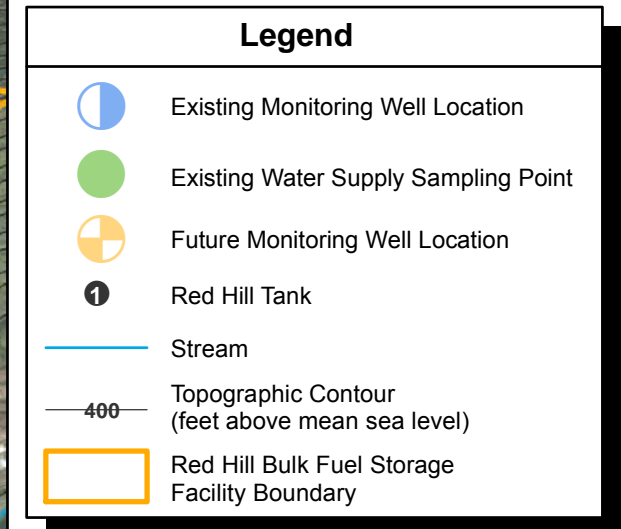 Legend
Existing Monitoring Well Location
Existing Water Supply Sampling Point
Future Monitoring Well Location
1 Red Hill Tank
Stream
400 Topographic Contour
(feet above mean sea level)
Red Hill Bulk Fuel Storage
Facility Boundary